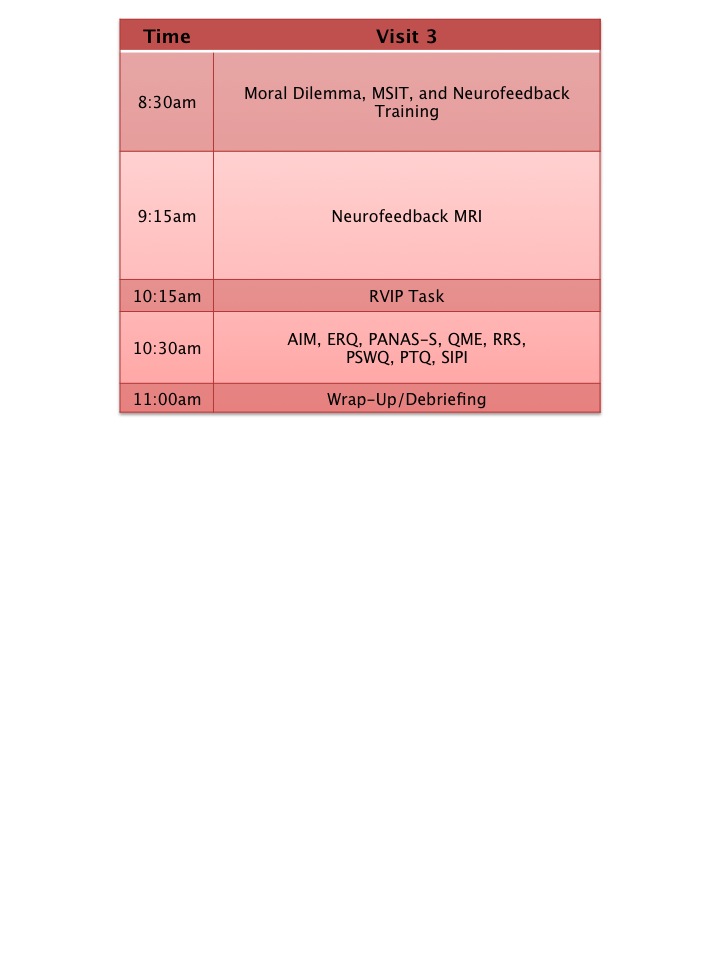 Time Visit 3
8:30am Moral Dilemma, MSIT, and Neurofeedback
Training
9:15am Neurofeedback MRI
10:15am RVIP Task
10:30am AIM, ERQ, PANAS-S, QME, RRS,
PSWQ, PTQ, SIPI
11:00am Wrap-Up/Debriefing